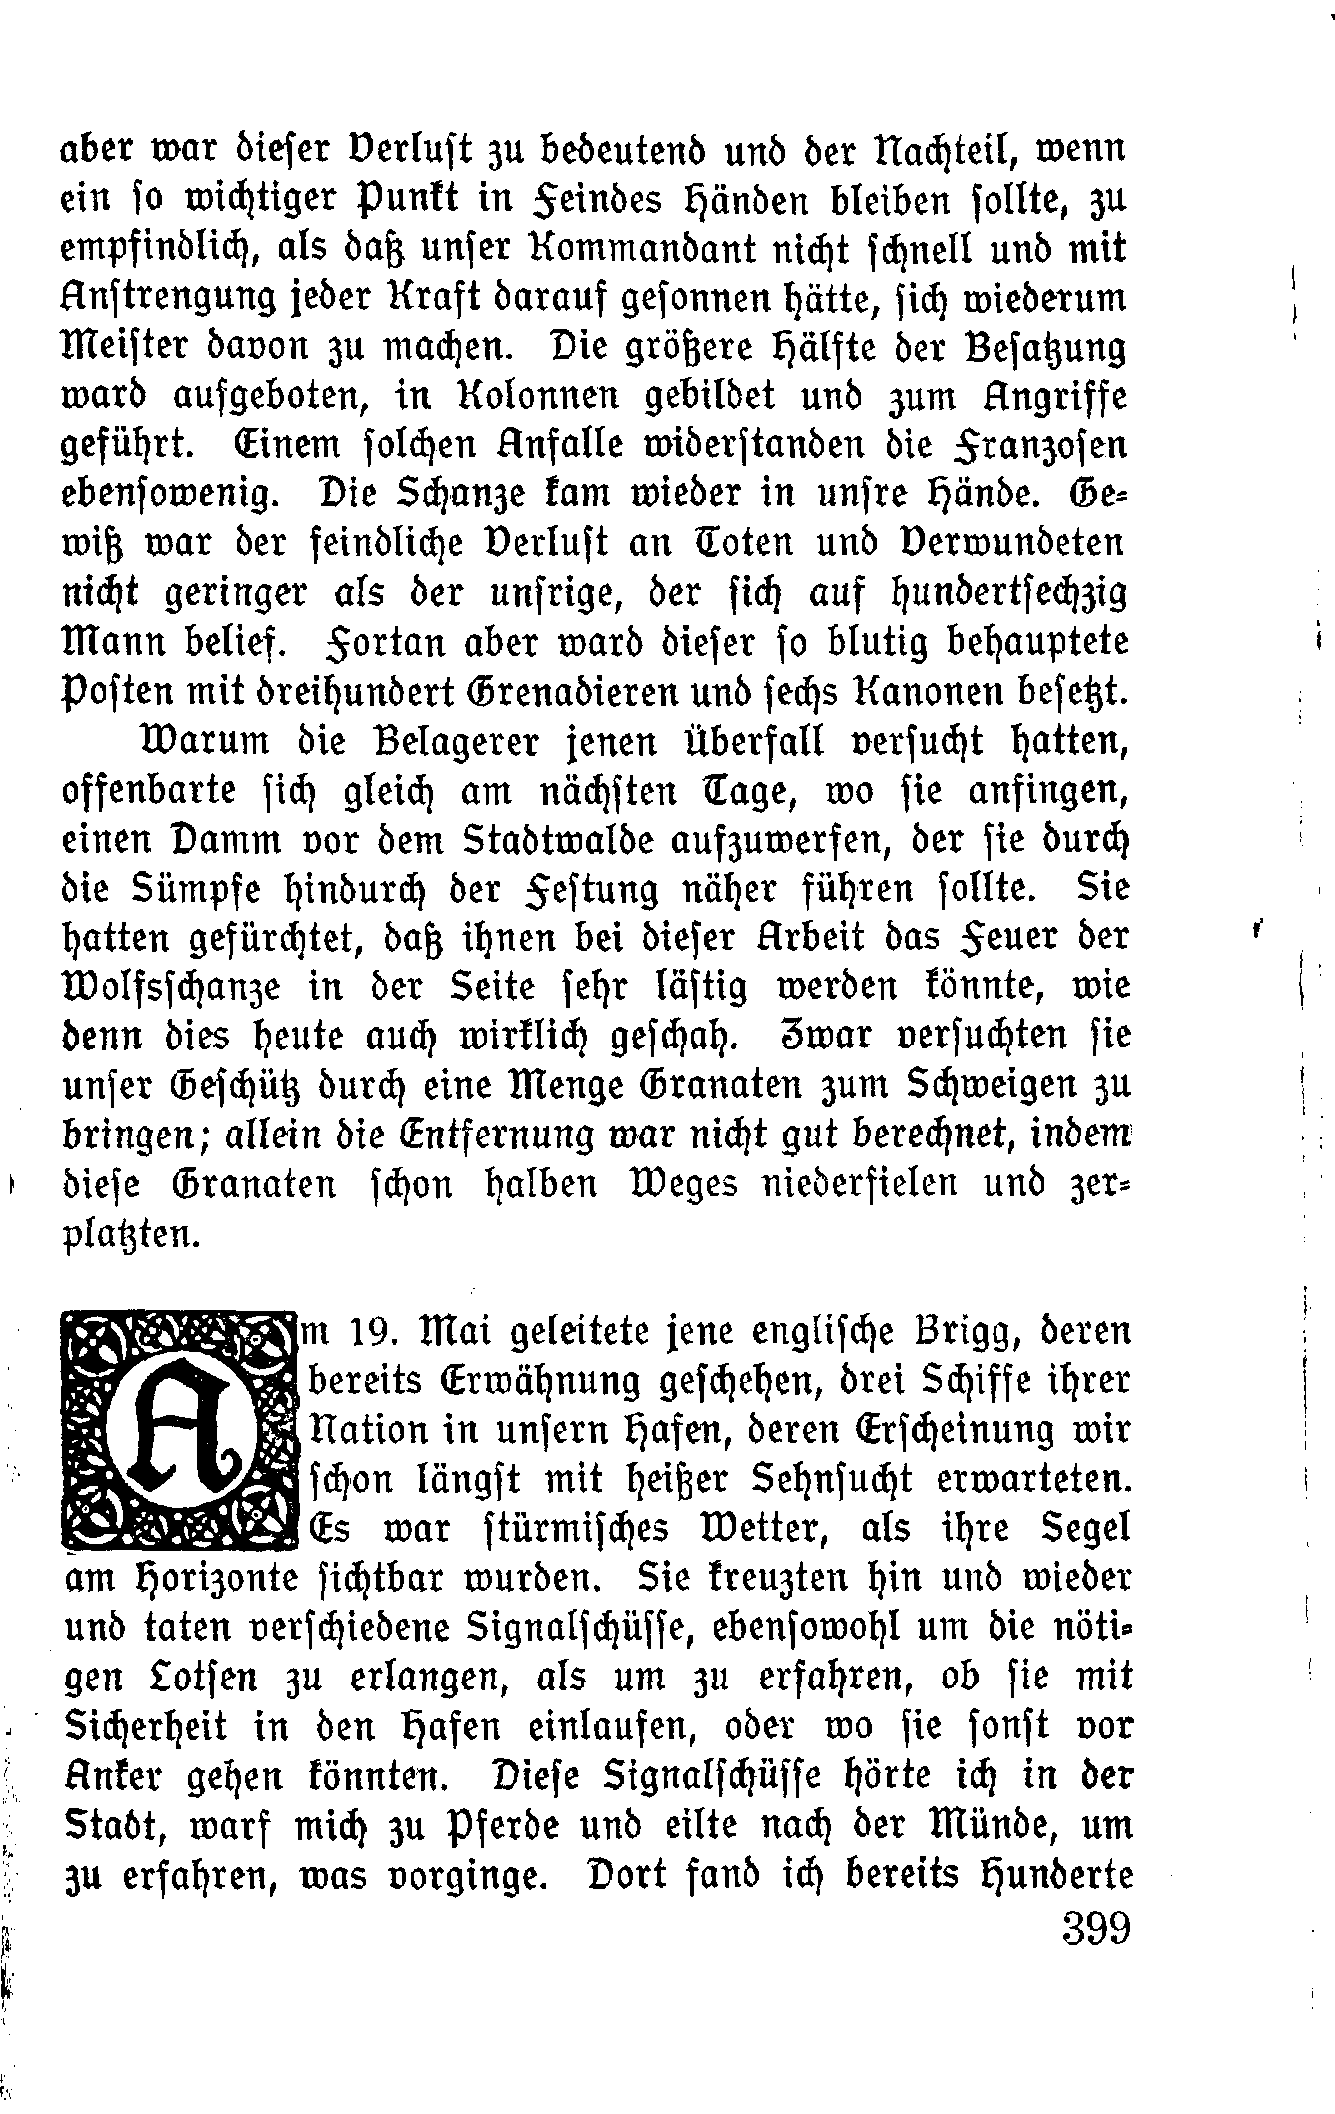 aber war dieser Verlust zu bedeutend und der Nachteil, wenn
ein so wichtiger Punkt in Feindes Händen bleiben sollte, zu
empfindlich, als daß unser Kommandant nicht schnell und mit
Anstrengung jeder Kraft darauf gesonnen hätte, sich wiederum
Meister davon zu machen. Die größere Hälfte der Besatzung
ward aufgeboten, in Kolonnen gebildet und zum Angriffe
geführt. Einem solchen Anfalle widerstanden die Franzosen
ebensowenig. Die Schanze kam wieder in unsre Hände. Ge-
wiß war der feindliche Verlust an Toten und Verwundeten
nicht geringer als der unsrige, der sich auf hundertsechzig
Mann belief. Fortan aber ward dieser so blutig behauptete
Posten mit dreihundert Grenadieren und sechs Kanonen besetzt.
Warum die Belagerer jenen Überfall versucht hatten,
offenbarte sich gleich am nächsten Tage, wo sie anfingen,
einen Damm vor dem Stadtwalde aufzuwerfen, der sie durch
die Sümpfe hindurch der Festung näher führen sollte. Sie
hatten gefürchtet, daß ihnen bei dieser Arbeit das Feuer der
Wolfsschanze in der Seite sehr lästig werden könnte, wie
denn dies heute auch wirklich geschah. Zwar versuchten sie
unser Geschütz durch eine Menge Granaten zum Schweigen zu
bringen; allein die Entfernung war nicht gut berechnet, indem
diese Granaten schon halben Weges niederfielen und zer-
platzten.
Am 19. Mai geleitete jene englische Brigg, deren
bereits Erwähnung geschehen, drei Schiffe ihrer
Nation in unsern Hafen, deren Erscheinung wir
schon längst mit heißer Sehnsucht erwarteten.
Es war stürmisches Wetter, als ihre Segel
am Horizonte sichtbar wurden. Sie kreuzten hin und wieder
und taten verschiedene Signalschüsse, ebensowohl um die nöti-
gen Lotsen zu erlangen, als um zu erfahren, ob sie mit
Sicherheit in den Hafen einlaufen, oder wo sie sonst vor
Anker gehen könnten. Diese Signalschüsse hörte ich in der
Stadt, warf mich zu Pferde und eilte nach der Münde, um
zu erfahren, was vorginge. Dort fand ich bereits Hunderte
399